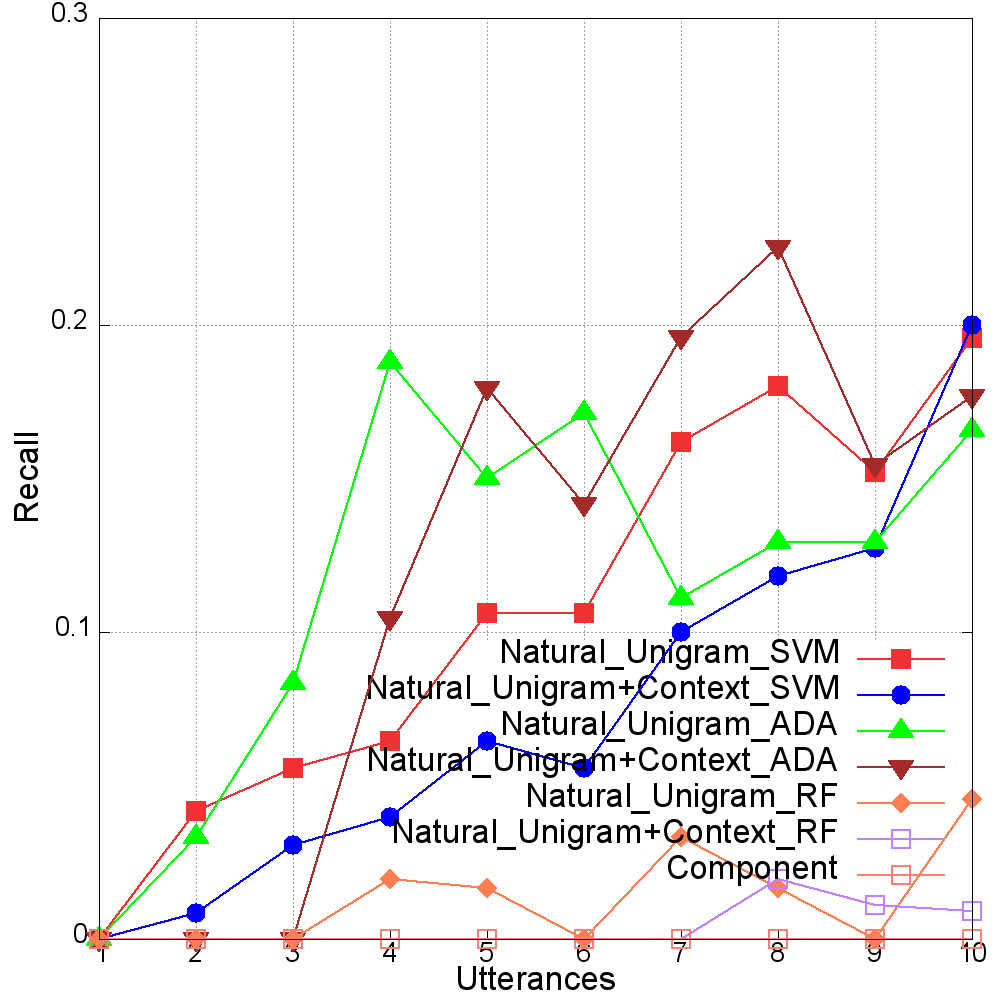 0.3
0.2
0.1
0
Recall
Natural_Unigram_SVM
Natural_Unigram+Context_SVM
Natural_Unigram_ADA
Natural_Unigram+Context_ADA
Natural_Unigram_RF
Natural_Unigram+Context_RF
Component
1 2 3 4 5 6 7 8 9 10
Utterances